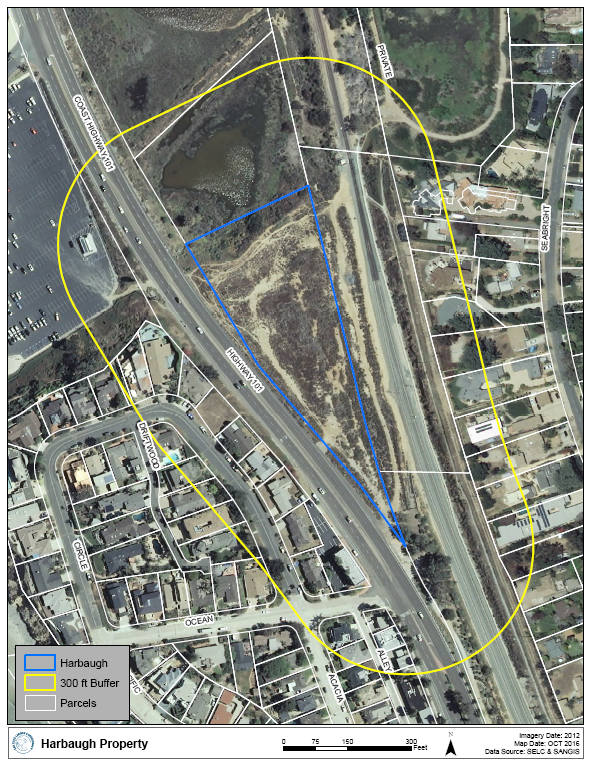 PRIVATE
COAST HIGHWAY 101
SEABRIGHT
HIGHWAY 101
DRIFTWOOD
CIRCLE
OCEAN
ALLEY
ACACIA
Harbaugh
300 ft Buffer
Parcels
Harbaugh Property
0 75 150 300
Feet
N
Imagery Date: 2012
Map Date: OCT 2016
Data Source: SELC & SANGIS